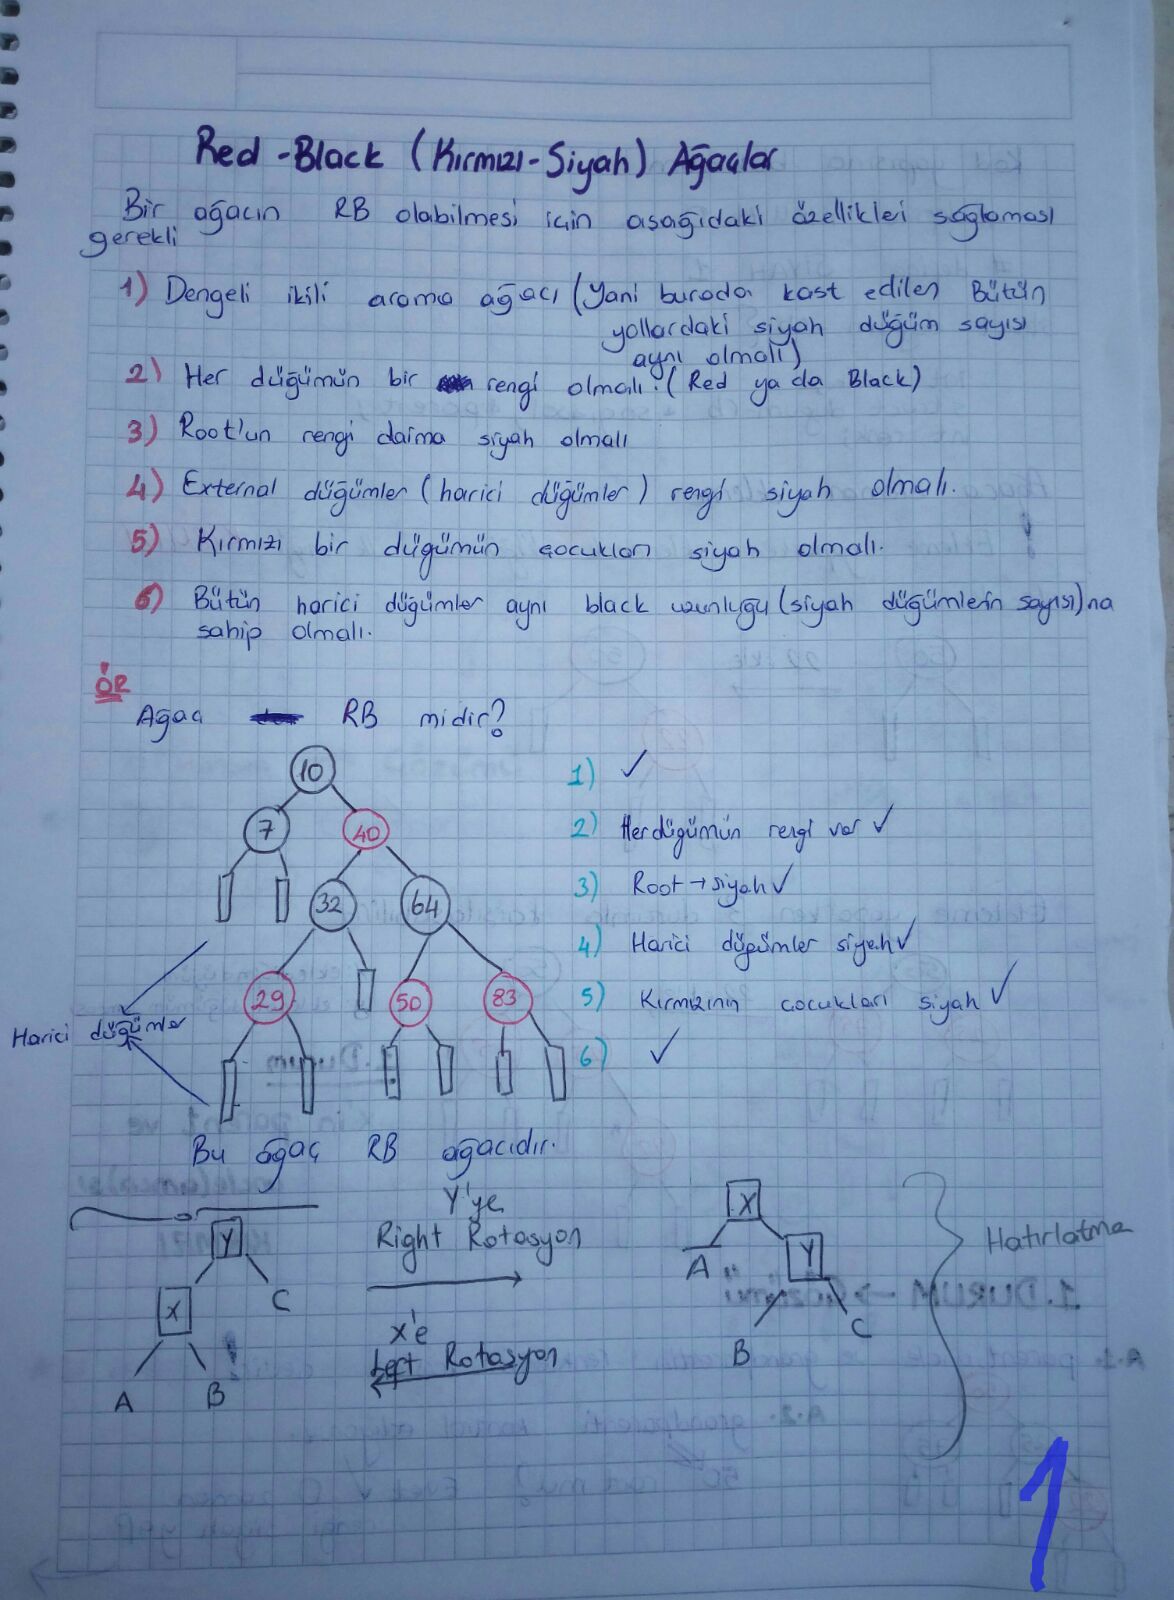 Red-Black (Kırmızı-Siyah) Ağaçlar
Bir ağacın RB olabilmesi için aşağıdaki özellikleri sağlaması
gerekli
1) Dengeli ikili arama ağacı (Yani burada kast edilen Bütün
yollardaki siyah düğüm sayısı
aynı olmalı)
2) Her düğümün bir rengi olmalı. (Red ya da Black)
3) Root'un rengi daima siyah olmalı
4) External düğümler (harici düğümler) rengi siyah olmalı.
5) Kırmızı bir düğümün çocukları siyah olmalı.
6) Bütün harici düğümler aynı black uzunluğu (siyah düğümlerin sayısı)na
sahip olmalı.
ÖR
Ağaç RB midir?
10
7 40
32 64
29 50 83
Harici düğümler
1) ✓
2) Her düğümün rengi var ✓
3) Root → siyah ✓
4) Harici düğümler siyah ✓
5) Kırmızının çocukları siyah ✓
6) ✓
Bu ağaç RB ağacıdır.
Y
X C
A B
Y'ye
Right Rotasyon
X'e
Left Rotasyon
X
A Y
B C
Hatırlatma
1